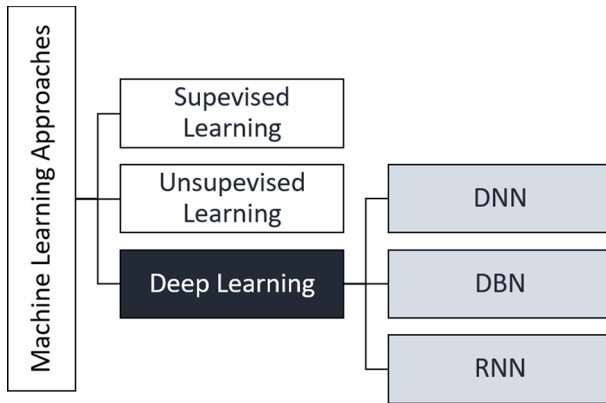 Machine Learning Approaches
Supevised
Learning
Unsupevised
Learning
Deep Learning
DNN
DBN
RNN